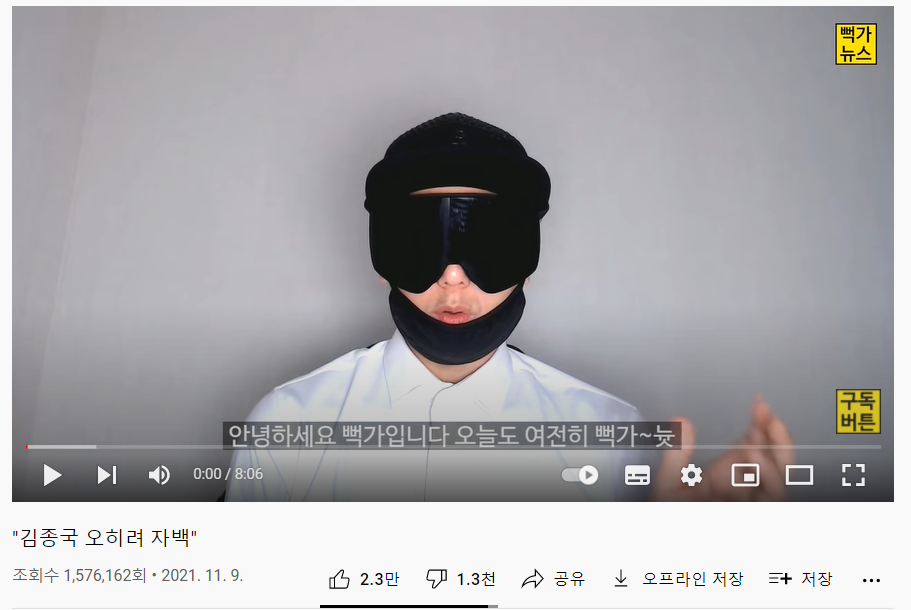 뻑가
뉴스
구독
버튼
안녕하세요 뻑가입니다 오늘도 여전히 뻑가~늋
0:00 / 8:06
"김종국 오히려 자백"
조회수 1,576,162회 • 2021. 11. 9.
2.3만 1.3천 공유 오프라인 저장 저장